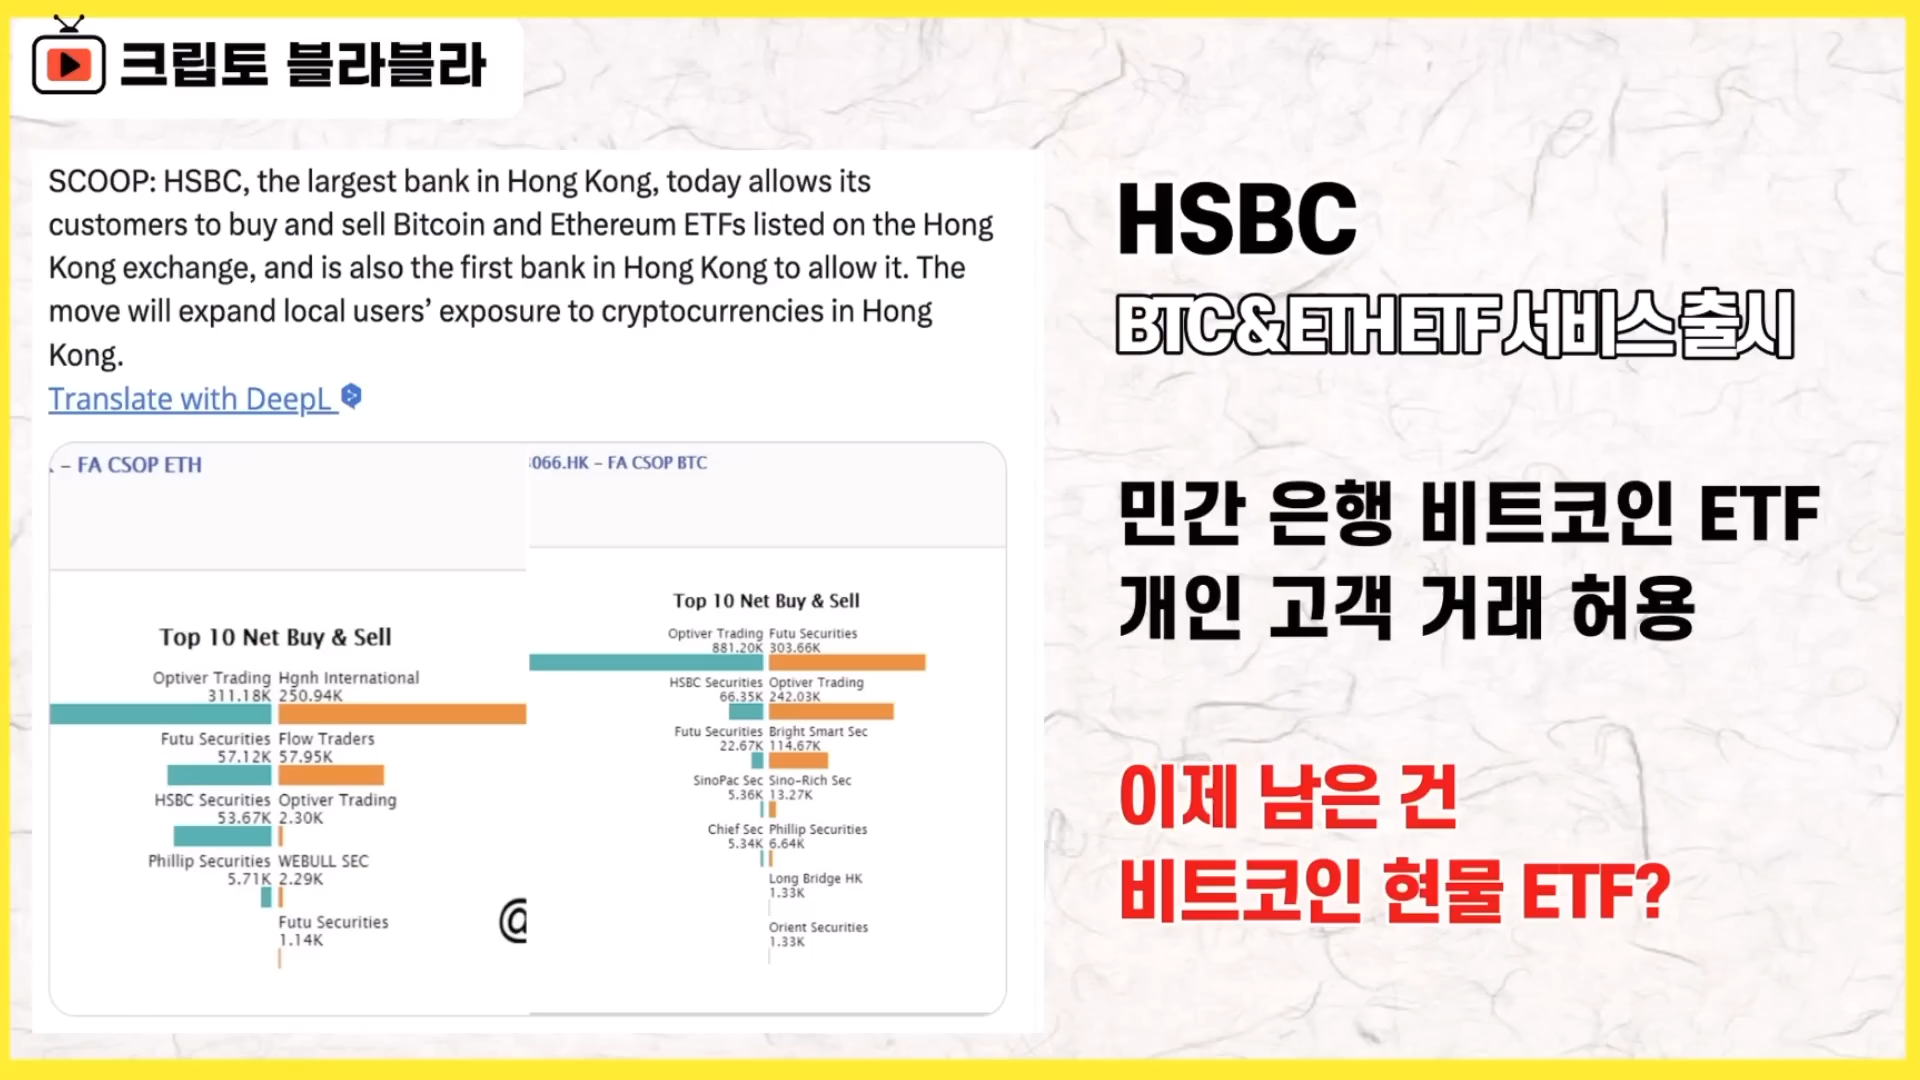 크립토 블라블라
SCOOP: HSBC, the largest bank in Hong Kong, today allows its
customers to buy and sell Bitcoin and Ethereum ETFs listed on the Hong
Kong exchange, and is also the first bank in Hong Kong to allow it. The
move will expand local users’ exposure to cryptocurrencies in Hong
Kong.
Translate with DeepL
– FA CSOP ETH
Top 10 Net Buy & Sell
Optiver Trading Hgnh International
311.18K 250.94K
Futu Securities Flow Traders
57.12K 57.95K
HSBC Securities Optiver Trading
53.67K 2.30K
Phillip Securities WEBULL SEC
5.71K 2.29K
Futu Securities
1.14K
@
066.HK – FA CSOP BTC
Top 10 Net Buy & Sell
Optiver Trading Futu Securities
881.20K 303.66K
HSBC Securities Optiver Trading
66.35K 242.03K
Futu Securities Bright Smart Sec
22.67K 114.67K
SinoPac Sec Sino-Rich Sec
5.36K 13.27K
Chief Sec Phillip Securities
5.34K 6.64K
Long Bridge HK
1.33K
Orient Securities
1.33K
HSBC
BTC & ETH ETF 서비스 출시
민간 은행 비트코인 ETF
개인 고객 거래 허용
이제 남은 건
비트코인 현물 ETF?